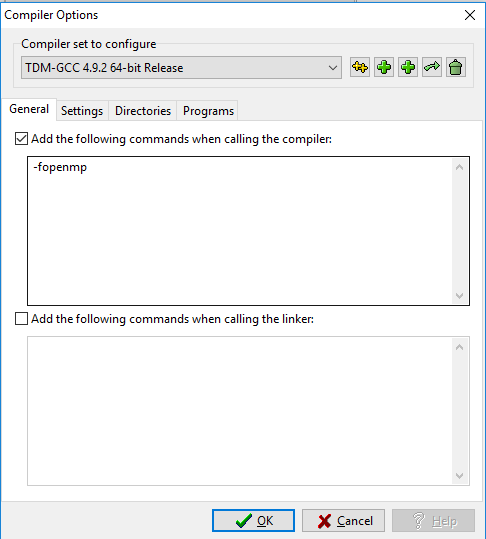 Compiler Options
Compiler set to configure
TDM-GCC 4.9.2 64-bit Release
General Settings Directories Programs
Add the following commands when calling the compiler:
-fopenmp
Add the following commands when calling the linker:
OK Cancel Help